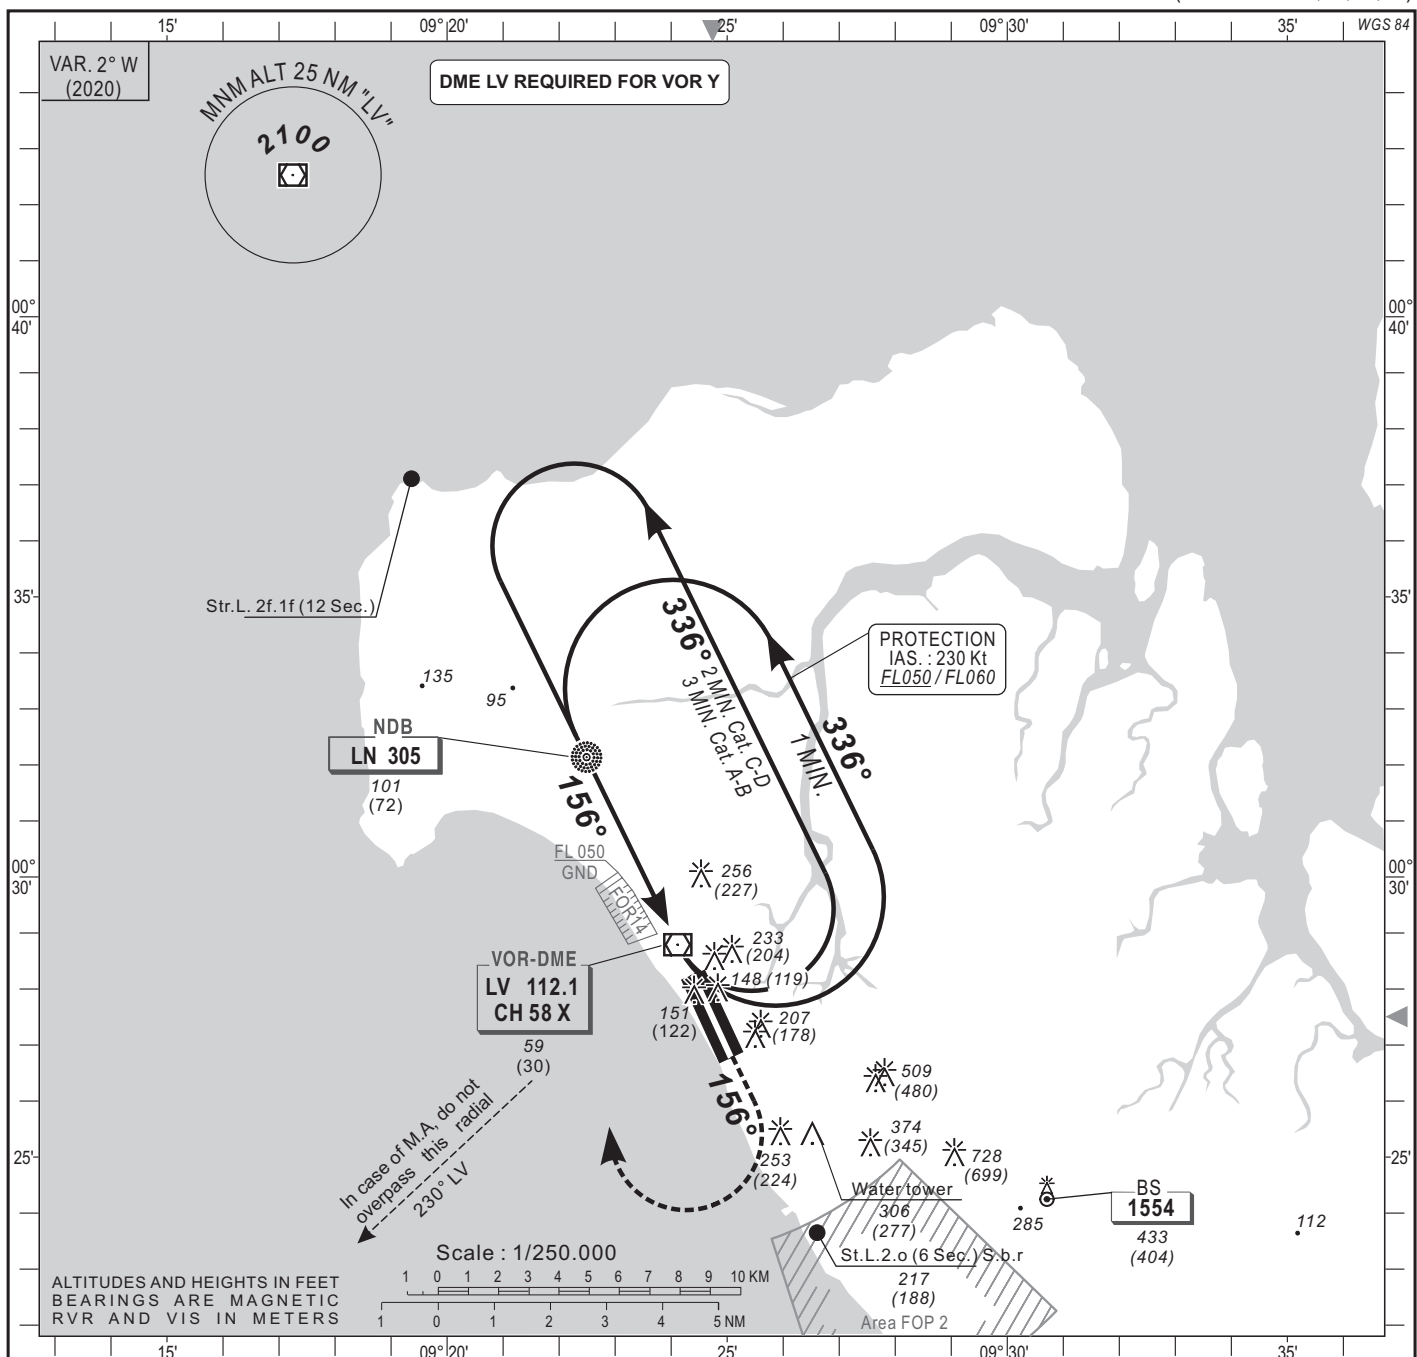 15'
09°20
25'
09°30
35'
WGS 84
VAR. 2° W
(2020)
MNM ALT 25 NM "LV"
2100
DME LV REQUIRED FOR VOR Y
00°
40'
00°
40'
35'
35'
Str.L. 2f.1f (12 Sec.)
336°
2 MIN. Cat. C-D
3 MIN. Cat. A-B
336°
1 MIN.
PROTECTION
IAS. : 230 Kt
FL050 / FL060
135
95
NDB
LN 305
101
(72)
156°
FL 050
GND
FOR14
00°
30'
00°
30'
256
(227)
233
(204)
148 (119)
VOR-DME
LV 112.1
CH 58 X
59
(30)
151
(122)
207
(178)
156°
509
(480)
374
(345)
728
(699)
253
(224)
In case of M.A, do not
overpass this radial
230° LV
25'
25'
Water tower
306
(277)
285
BS
1554
433
(404)
112
St.L.2.o (6 Sec.) S.b.r
217
(188)
Area FOP 2
Scale : 1/250.000
1 0 1 2 3 4 5 6 7 8 9 10 KM
1 0 1 2 3 4 5 NM
ALTITUDES AND HEIGHTS IN FEET
BEARINGS ARE MAGNETIC
RVR AND VIS IN METERS
15'
09°20
25'
09°30
35'